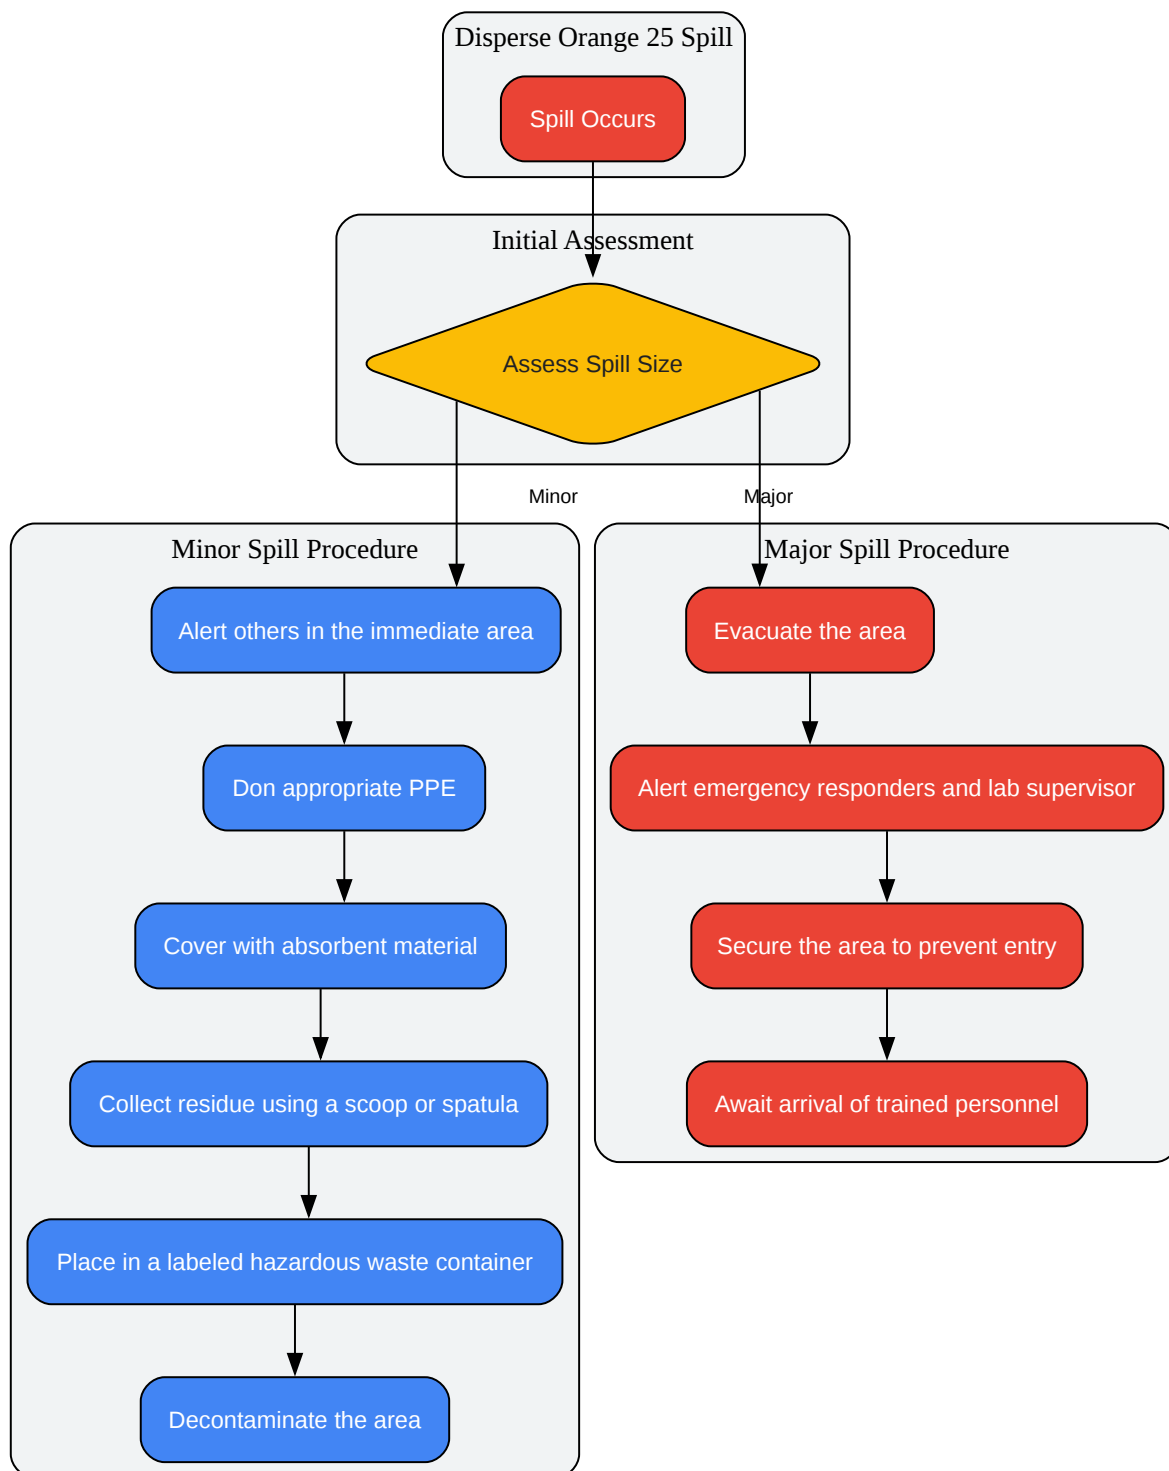 Disperse Orange 25 Spill
Spill Occurs
Initial Assessment
Assess Spill Size
Minor
Major
Minor Spill Procedure
Alert others in the immediate area
Don appropriate PPE
Cover with absorbent material
Collect residue using a scoop or spatula
Place in a labeled hazardous waste container
Decontaminate the area
Major Spill Procedure
Evacuate the area
Alert emergency responders and lab supervisor
Secure the area to prevent entry
Await arrival of trained personnel